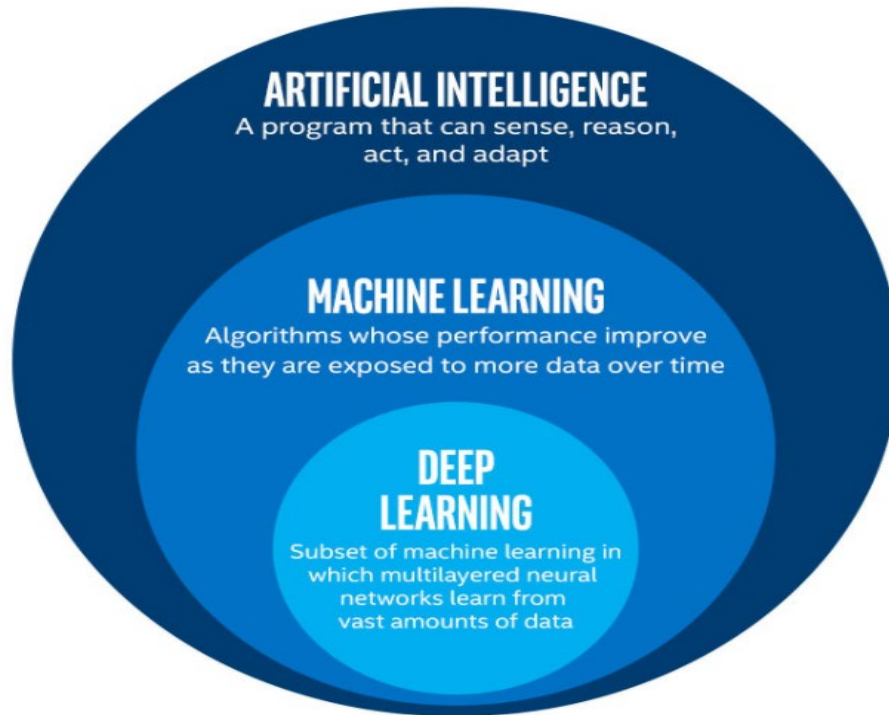 ARTIFICIAL INTELLIGENCE
A program that can sense, reason,
act, and adapt
MACHINE LEARNING
Algorithms whose performance improve
as they are exposed to more data over time
DEEP
LEARNING
Subset of machine learning in
which multilayered neural
networks learn from
vast amounts of data